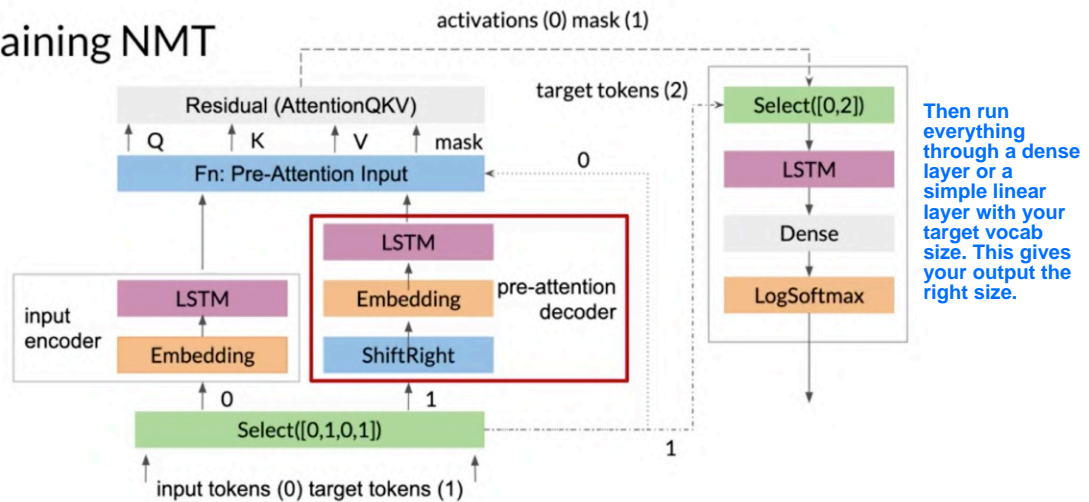 aining NMT
activations (0) mask (1)
Residual (AttentionQKV)
Q K V mask
Fn: Pre-Attention Input
0
target tokens (2)
Select([0,2])
LSTM
Dense
LogSoftmax
Then run
everything
through a dense
layer or a
simple linear
layer with your
target vocab
size. This gives
your output the
right size.
input
encoder
LSTM
Embedding
LSTM
Embedding
ShiftRight
pre-attention
decoder
0 1
Select([0,1,0,1])
1
input tokens (0) target tokens (1)